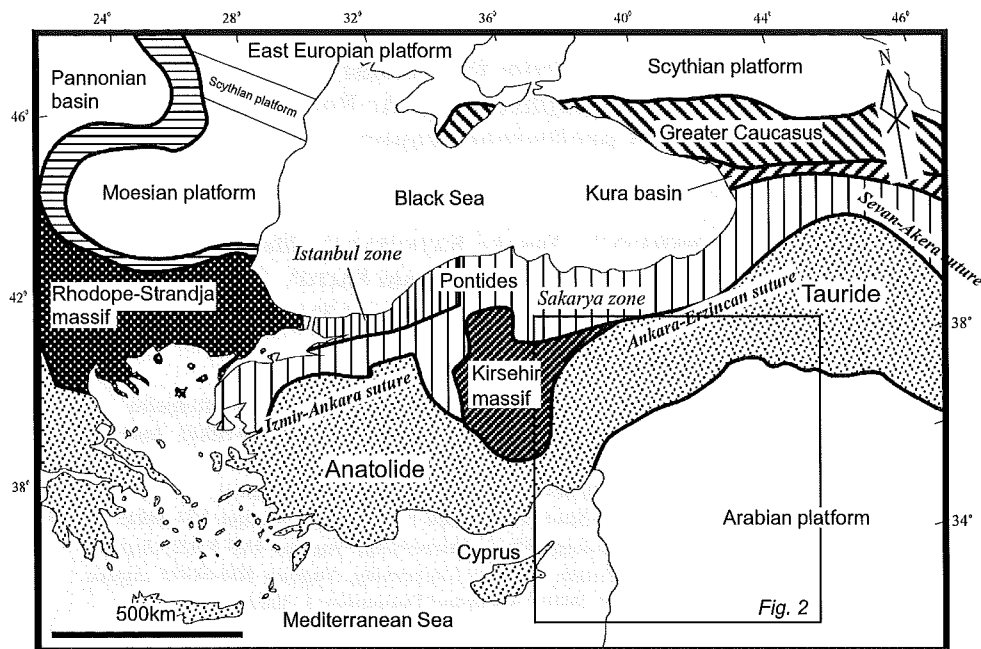 24° 28° 32° 36° 40° 44° 46°
East Europian platform
Scythian platform
Pannonian
basin
Scythian platform
N
46°
Greater Caucasus
Moesian platform
Black Sea
Kura basin
Sevan-Akera suture
Istanbul zone
Pontides
Rhodope-Strandja
massif
42°
Sakarya zone
Tauride
38°
Ankara-Erzincan suture
Kirsehir
massif
Izmir-Ankara suture
Anatolide
38°
Arabian platform
34°
Cyprus
500km
Mediterranean Sea
Fig. 2